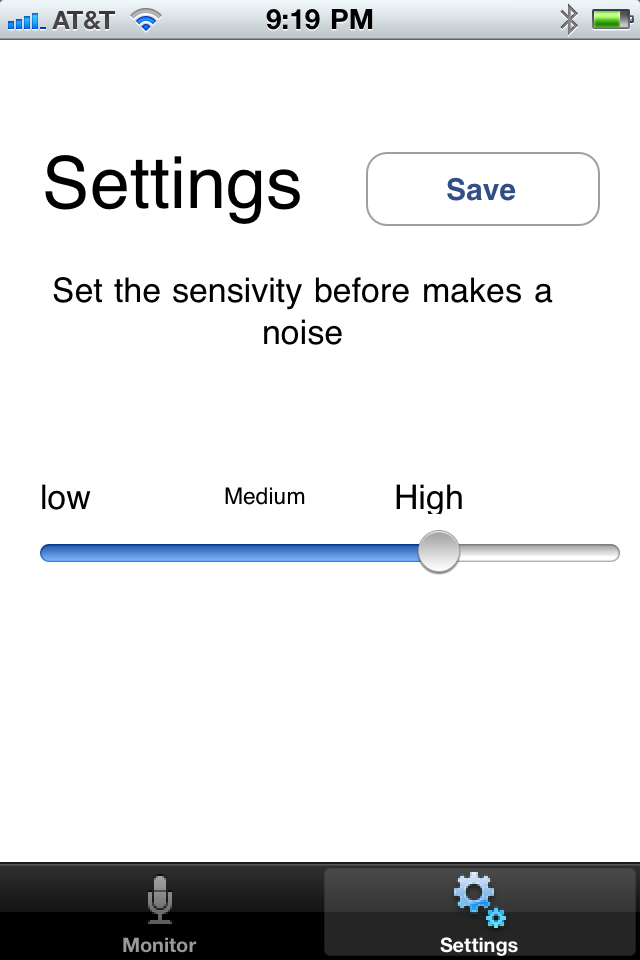 AT&T 9:19 PM
Settings
Save
Set the sensivity before makes a
noise
low Medium High
Monitor Settings